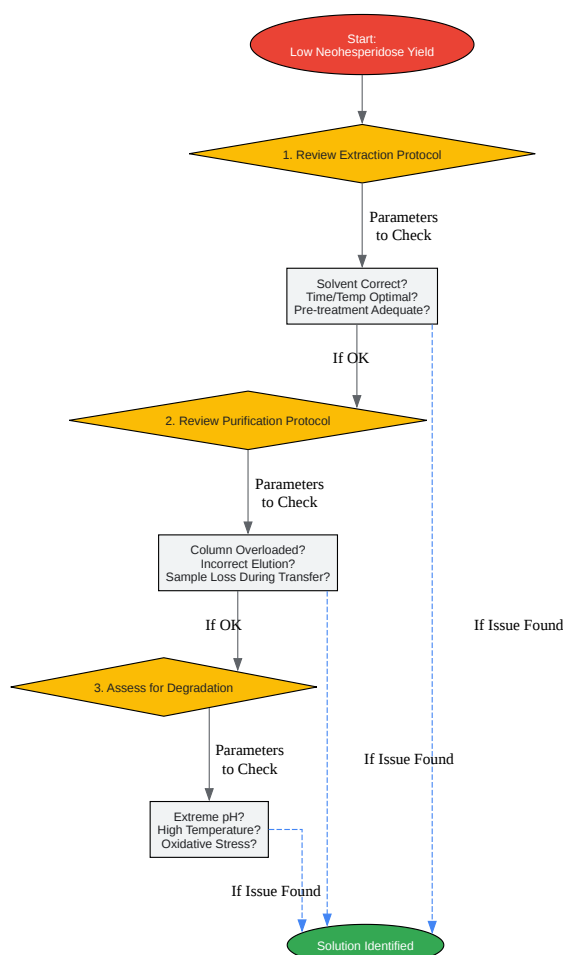 Start:
Low Neohesperidose Yield
1. Review Extraction Protocol
Parameters
to Check
Solvent Correct?
Time/Temp Optimal?
Pre-treatment Adequate?
If OK
2. Review Purification Protocol
Parameters
to Check
Column Overloaded?
Incorrect Elution?
Sample Loss During Transfer?
If OK
If Issue Found
3. Assess for Degradation
Parameters
to Check
If Issue Found
Extreme pH?
High Temperature?
Oxidative Stress?
If Issue Found
Solution Identified